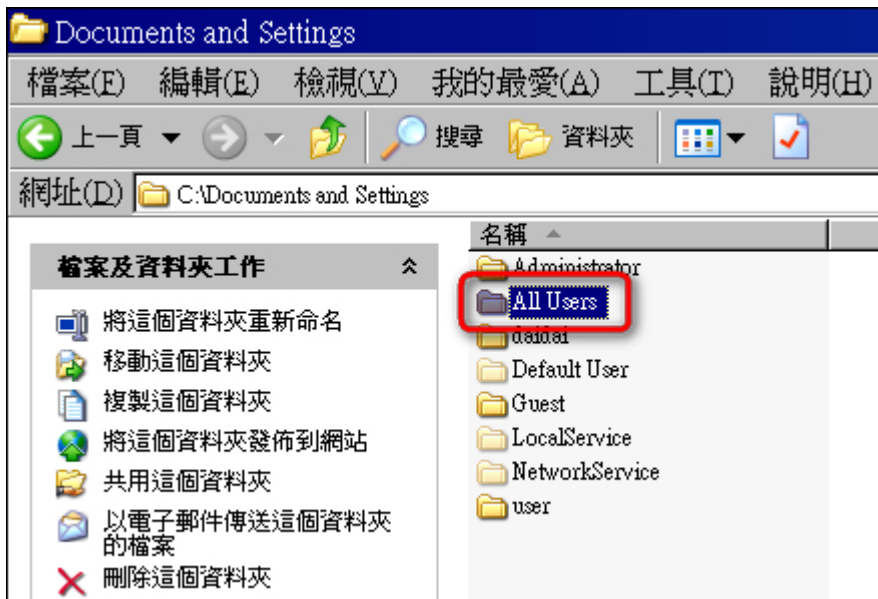 Documents and Settings
檔案(F) 編輯(E) 檢視(V) 我的最愛(A) 工具(T) 說明(H)
上一頁 搜尋 資料夾
網址(D) C:\Documents and Settings
名稱
檔案及資料夾工作
將這個資料夾重新命名
移動這個資料夾
複製這個資料夾
將這個資料夾發佈到網站
共用這個資料夾
以電子郵件傳送這個資料夾
的檔案
刪除這個資料夾
Administrator
All Users
daidai
Default User
Guest
LocalService
NetworkService
user